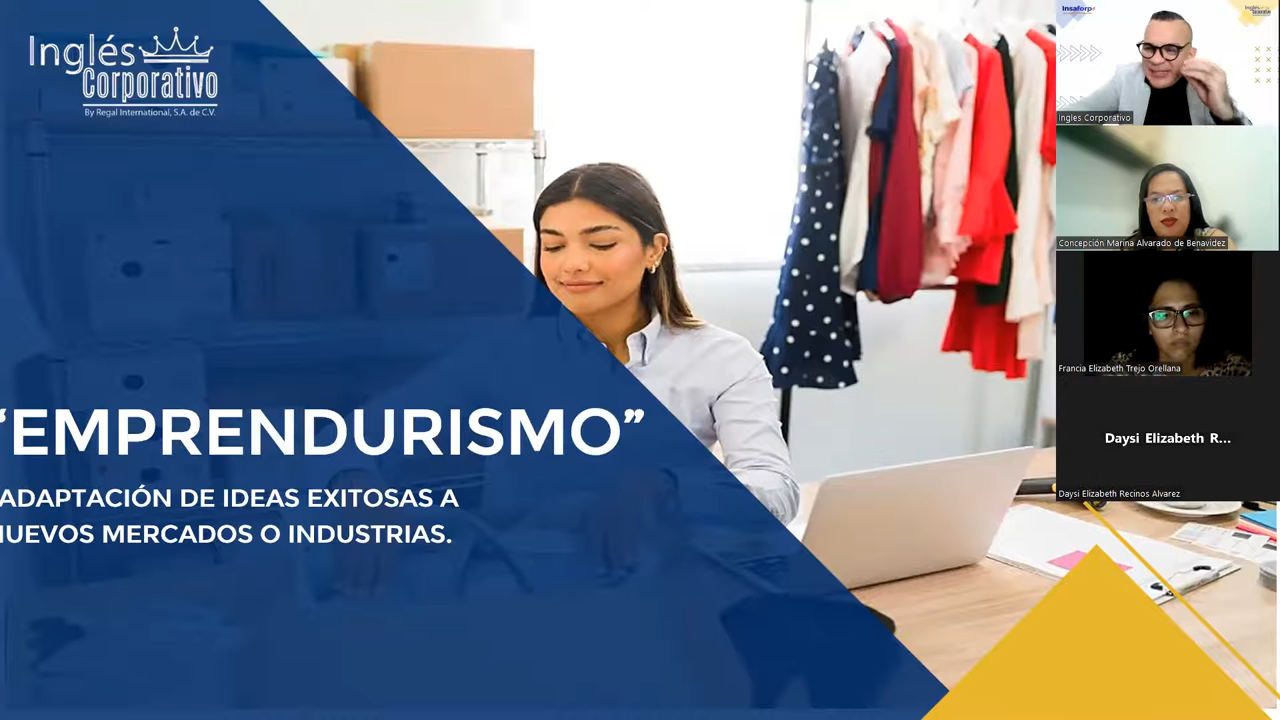 Inglés
Corporativo
By Regal International, S.A. de C.V.
“EMPRENDURISMO”
ADAPTACIÓN DE IDEAS EXITOSAS A
NUEVOS MERCADOS O INDUSTRIAS.
Insaforp
Ingles Corporativo
Concepción Marina Alvarado de Benavidez
Francia Elizabeth Trejo Orellana
Daysi Elizabeth R...
Daysi Elizabeth Recinos Alvarez